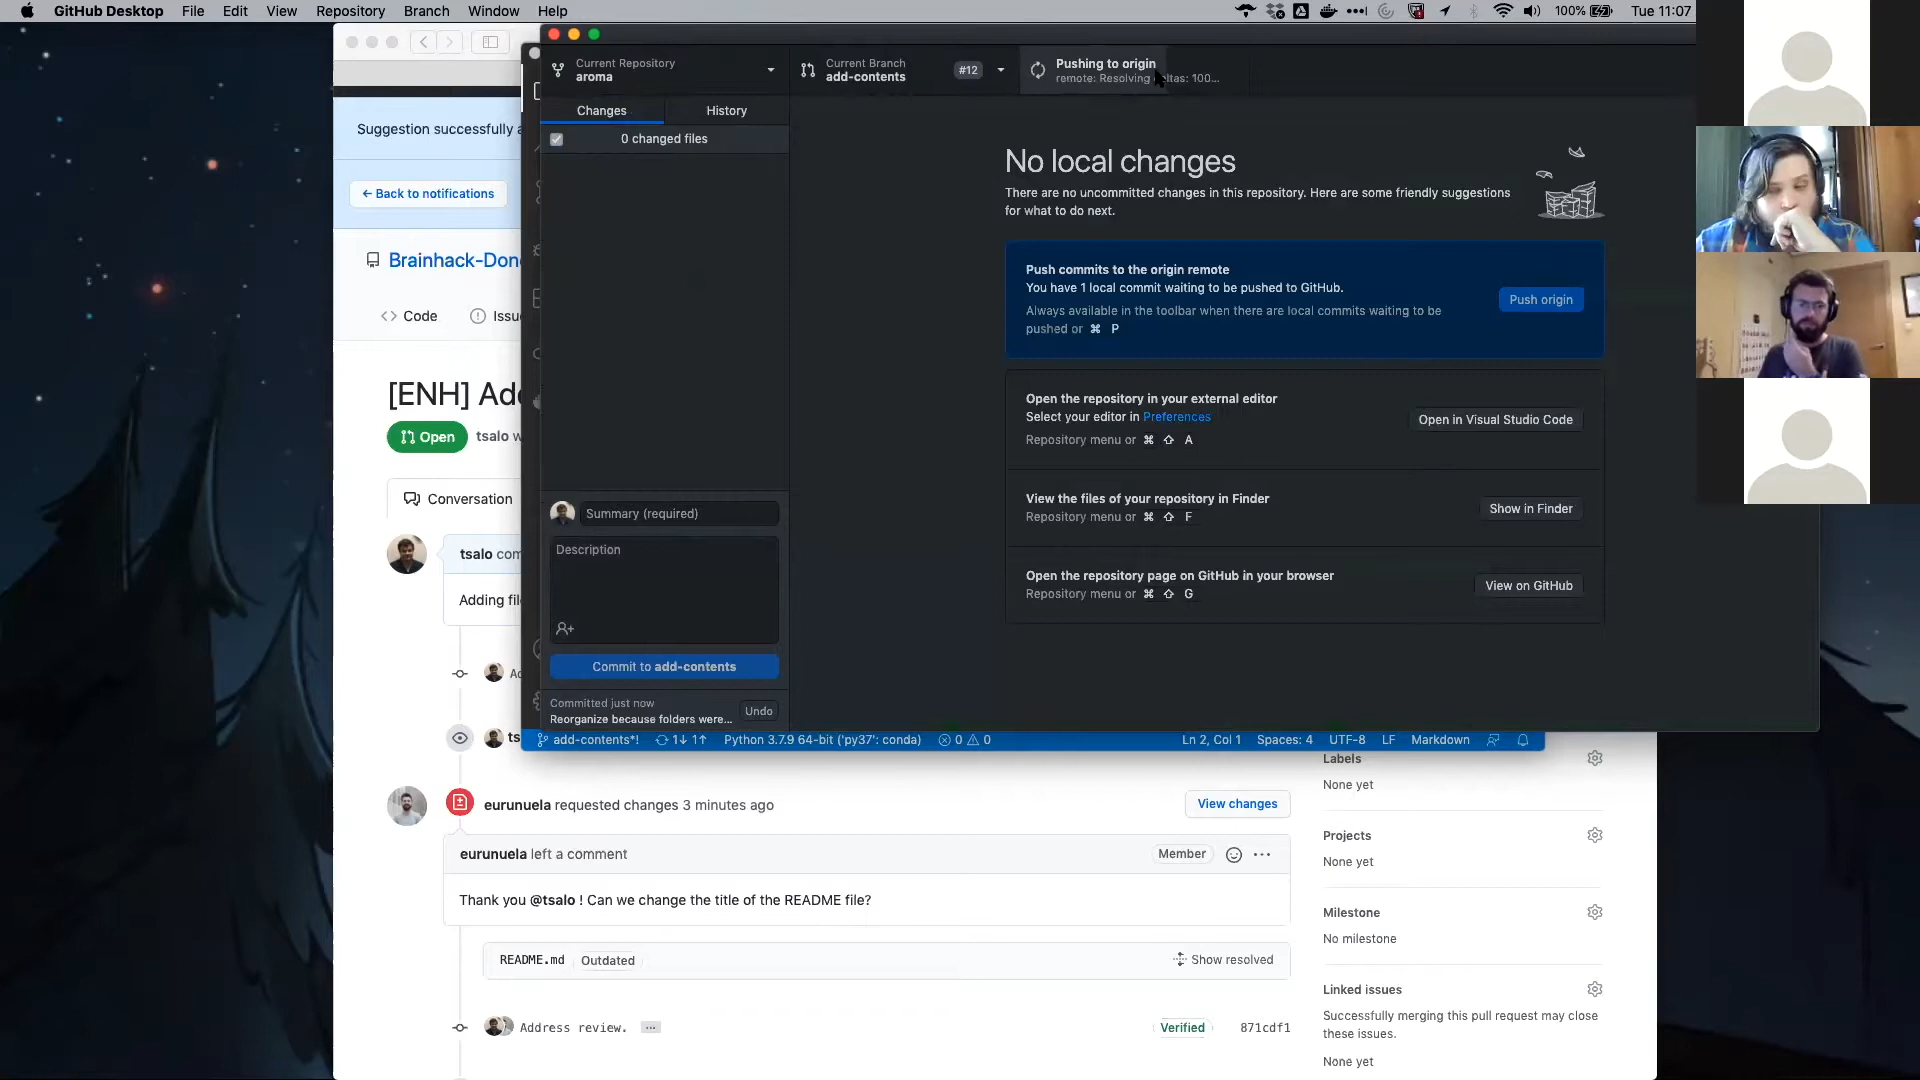 GitHub Desktop File Edit View Repository Branch Window Help 100% Tue 11:07
Current Repository
aroma
Current Branch
add-contents
#12
Pushing to origin
remote: Resolving 100...
Changes History
0 changed files
No local changes
There are no uncommitted changes in this repository. Here are some friendly suggestions
for what to do next.
Push commits to the origin remote
You have 1 local commit waiting to be pushed to GitHub.
Always available in the toolbar when there are local commits waiting to be
pushed or ⌘ P
Push origin
Open the repository in your external editor
Select your editor in Preferences
Repository menu or ⌘ ⇧ A
Open in Visual Studio Code
View the files of your repository in Finder
Repository menu or ⌘ ⇧ F
Show in Finder
Open the repository page on GitHub in your browser
Repository menu or ⌘ ⇧ G
View on GitHub
Summary (required)
Description
Commit to add-contents
Committed just now
Reorganize because folders were...
Undo
add-contents*! 1↓ 1↑ Python 3.7.9 64-bit ('py37': conda) 0 0 Ln 2, Col 1 Spaces: 4 UTF-8 LF Markdown
Suggestion successfully
← Back to notifications
Brainhack-Don
<> Code
[ENH]
Open tsalo
Conversation
tsalo
Adding
eurunuela requested changes 3 minutes ago
View changes
eurunuela left a comment
Member
Thank you @tsalo ! Can we change the title of the README file?
README.md Outdated
Show resolved
Address review. ...
Verified 871cdf1
Labels
None yet
Projects
None yet
Milestone
No milestone
Linked issues
Successfully merging this pull request may close
these issues.
None yet